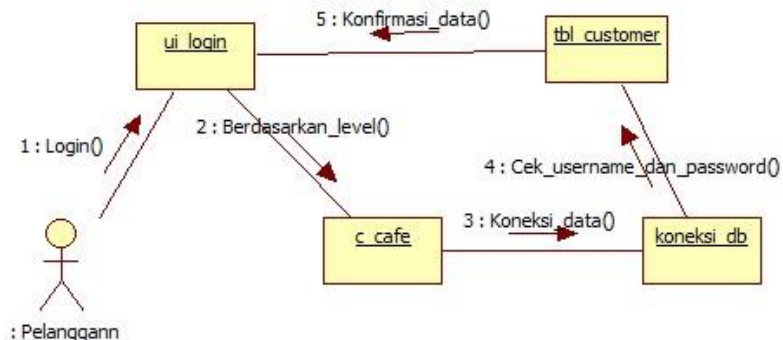 5 : Konfirmasi_data()
ui_login
tbl_customer
1 : Login()
2 : Berdasarkan_level()
4 : Cek_username_dan_password()
c_cafe
3 : Koneksi_data()
koneksi_db
: Pelanggann